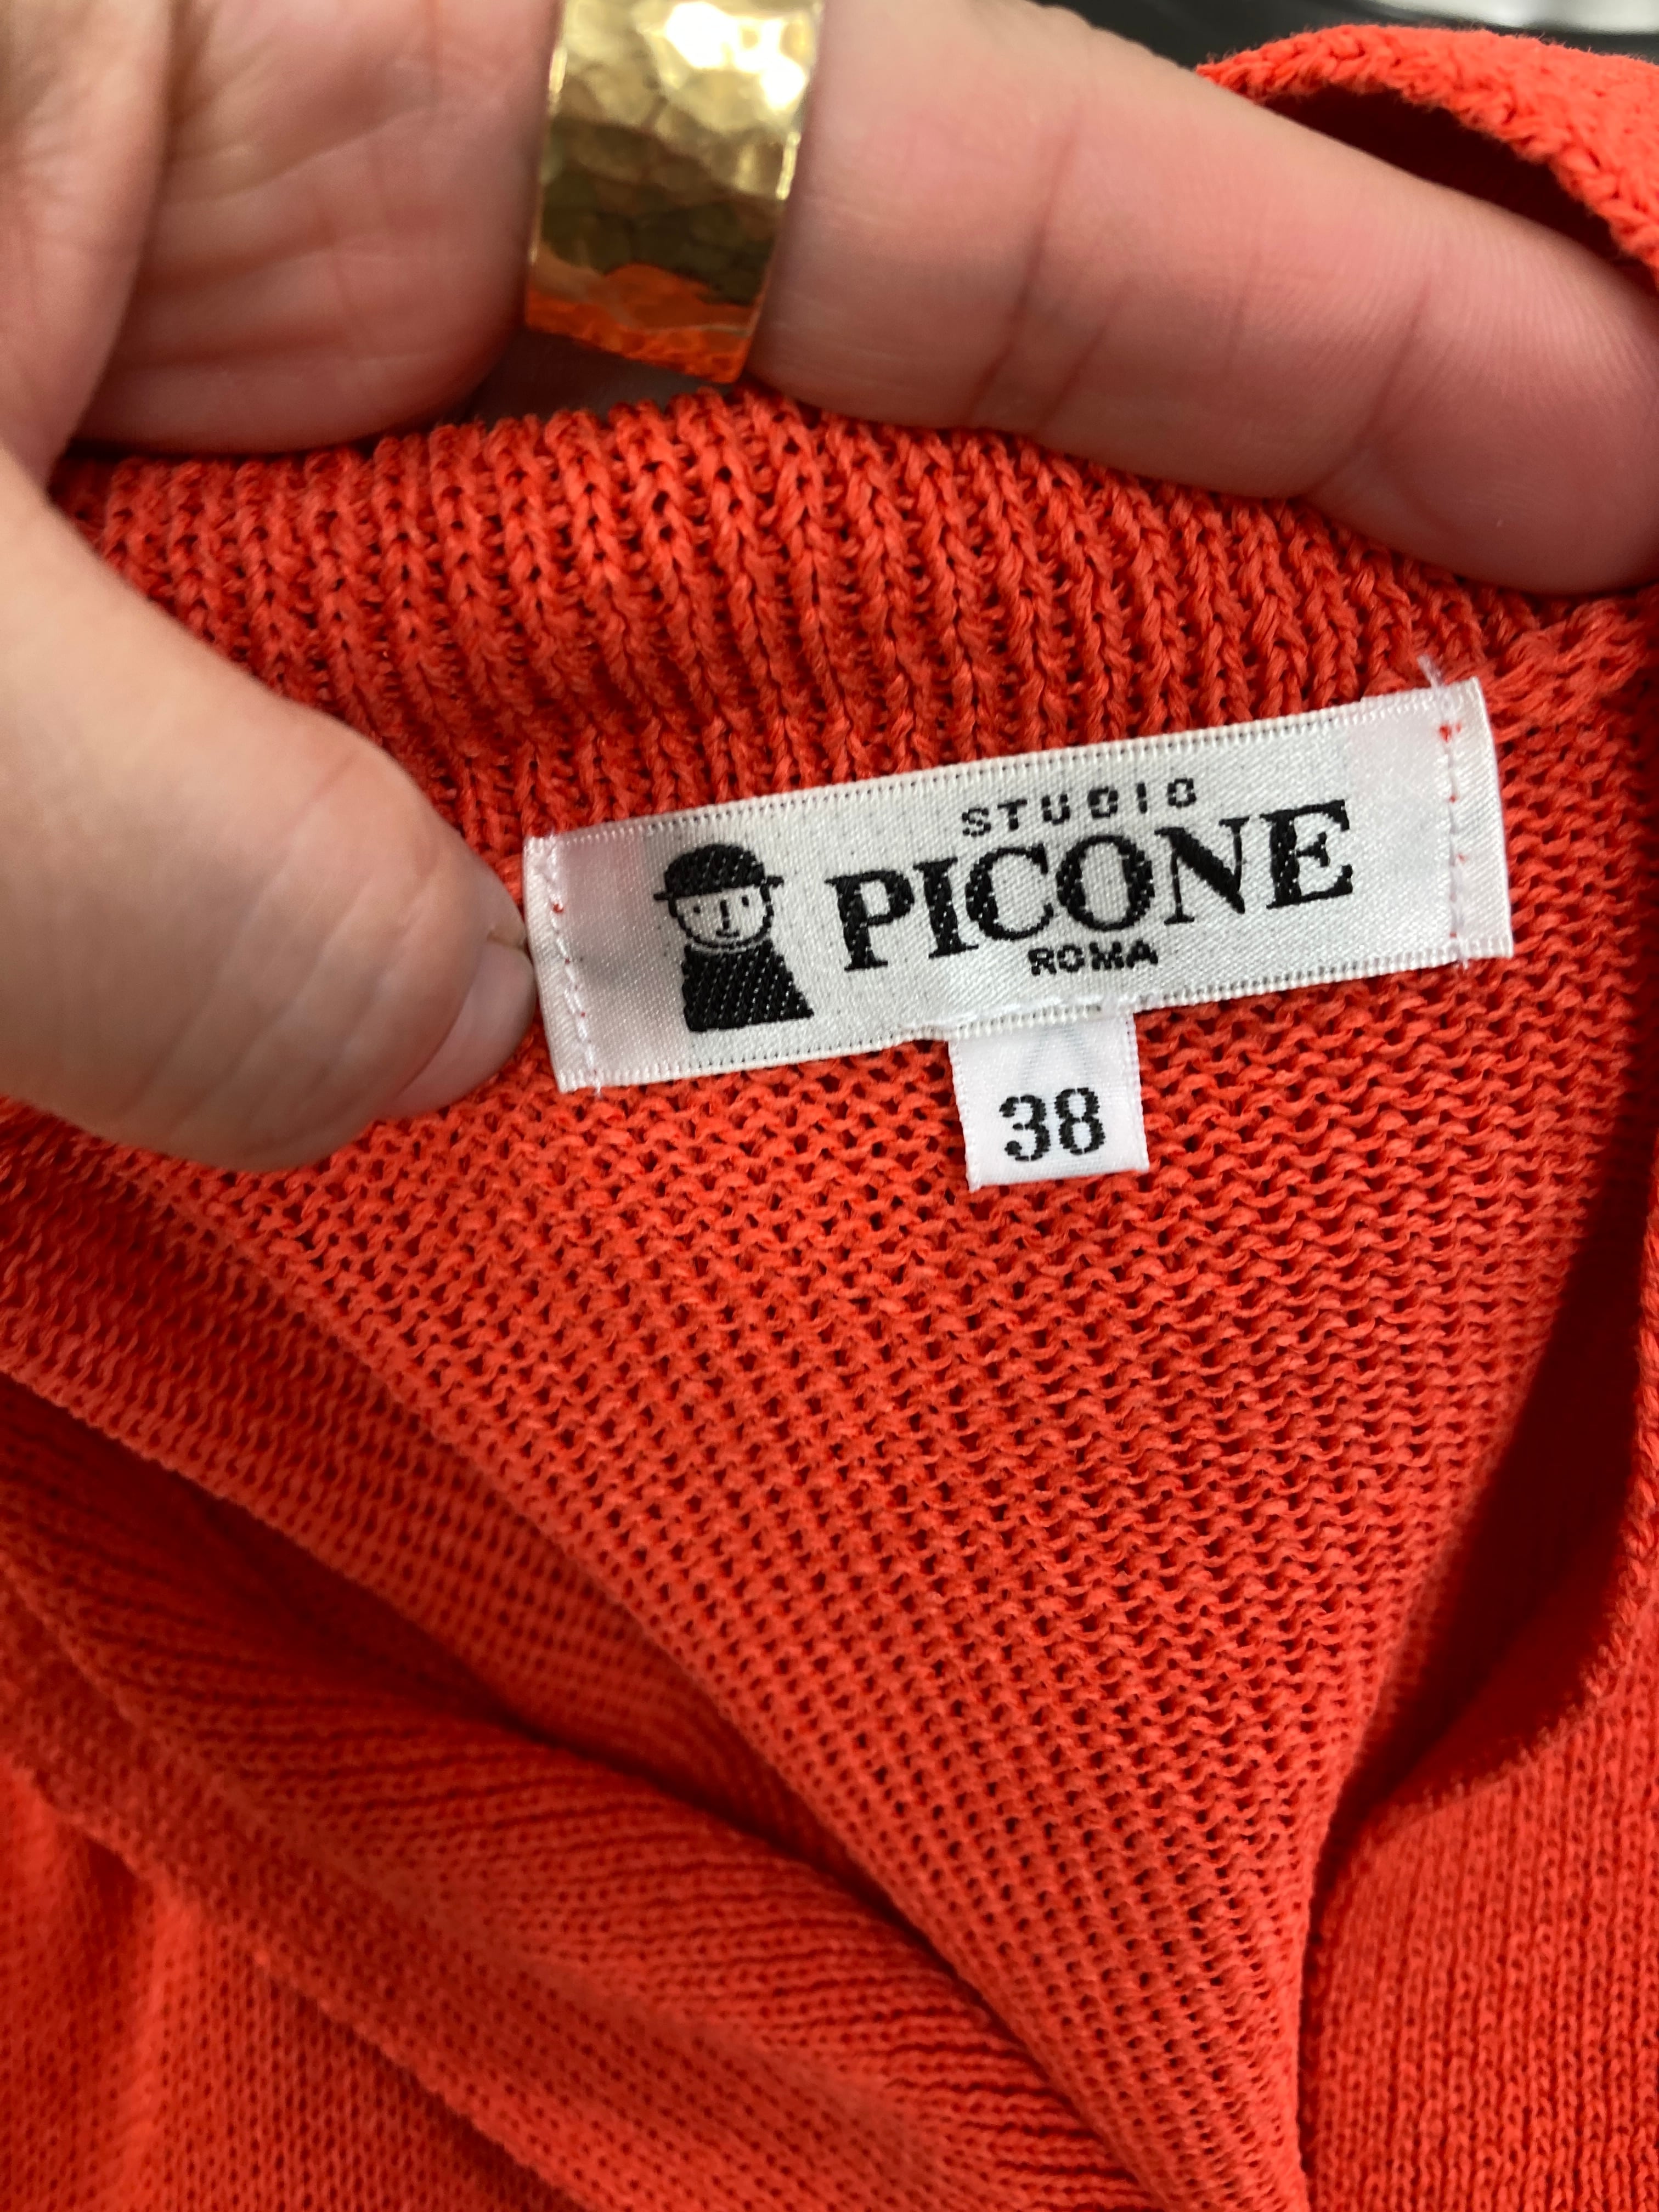 STUDIO
PICONE
ROMA
38